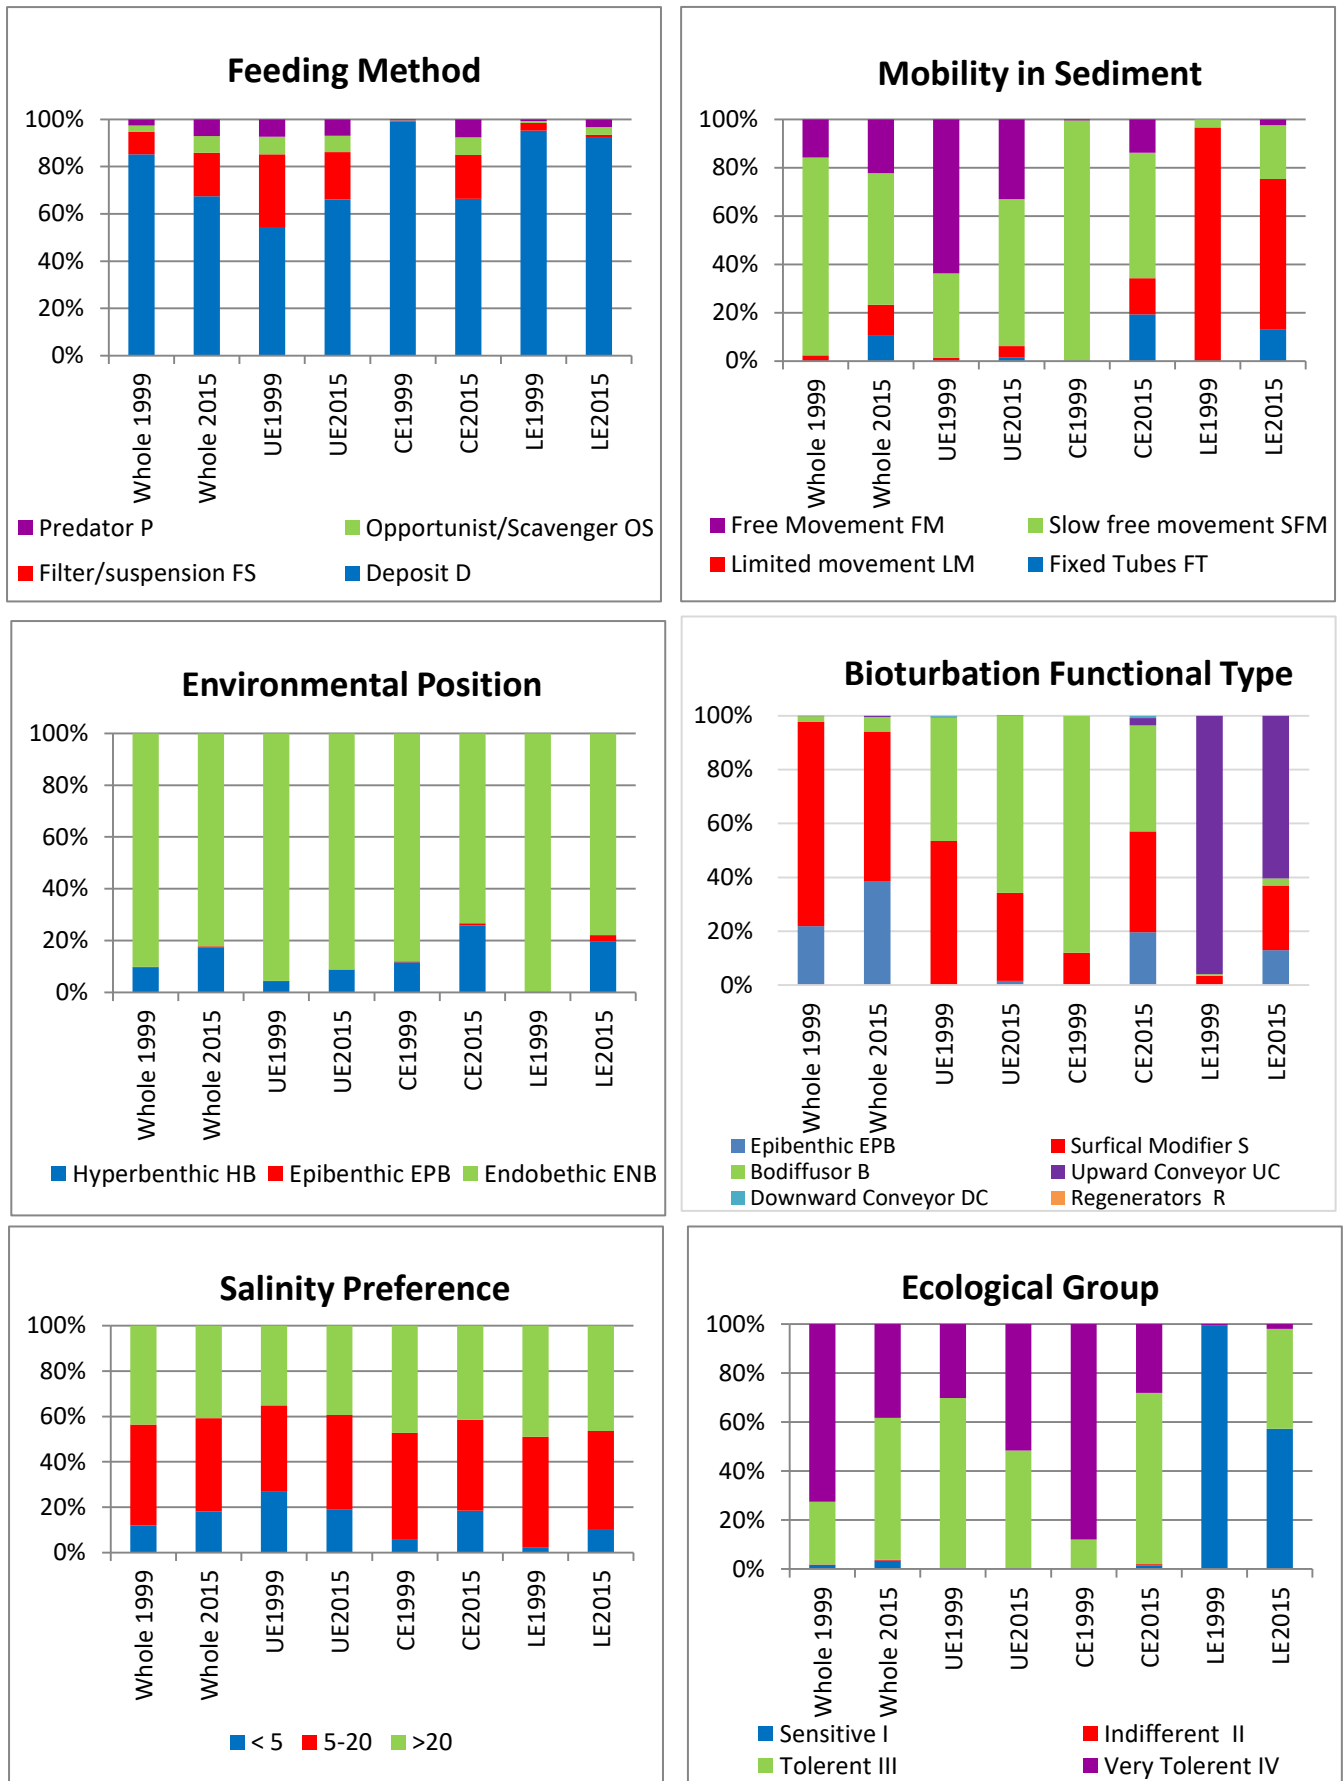 Feeding Method
100%
80%
60%
40%
20%
0%
Whole 1999
Whole 2015
UE1999
UE2015
CE1999
CE2015
LE1999
LE2015
Predator P
Opportunist/Scavenger OS
Filter/suspension FS
Deposit D
Mobility in Sediment
100%
80%
60%
40%
20%
0%
Whole 1999
Whole 2015
UE1999
UE2015
CE1999
CE2015
LE1999
LE2015
Free Movement FM
Slow free movement SFM
Limited movement LM
Fixed Tubes FT
Environmental Position
100%
80%
60%
40%
20%
0%
Whole 1999
Whole 2015
UE1999
UE2015
CE1999
CE2015
LE1999
LE2015
Hyperbenthic HB
Epibenthic EPB
Endobethic ENB
Bioturbation Functional Type
100%
80%
60%
40%
20%
0%
Whole 1999
Whole 2015
UE1999
UE2015
CE1999
CE2015
LE1999
LE2015
Epibenthic EPB
Surfical Modifier S
Bodiffusor B
Upward Conveyor UC
Downward Conveyor DC
Regenerators R
Salinity Preference
100%
80%
60%
40%
20%
0%
Whole 1999
Whole 2015
UE1999
UE2015
CE1999
CE2015
LE1999
LE2015
< 5
5-20
>20
Ecological Group
100%
80%
60%
40%
20%
0%
Whole 1999
Whole 2015
UE1999
UE2015
CE1999
CE2015
LE1999
LE2015
Sensitive I
Indifferent II
Tolerent III
Very Tolerent IV